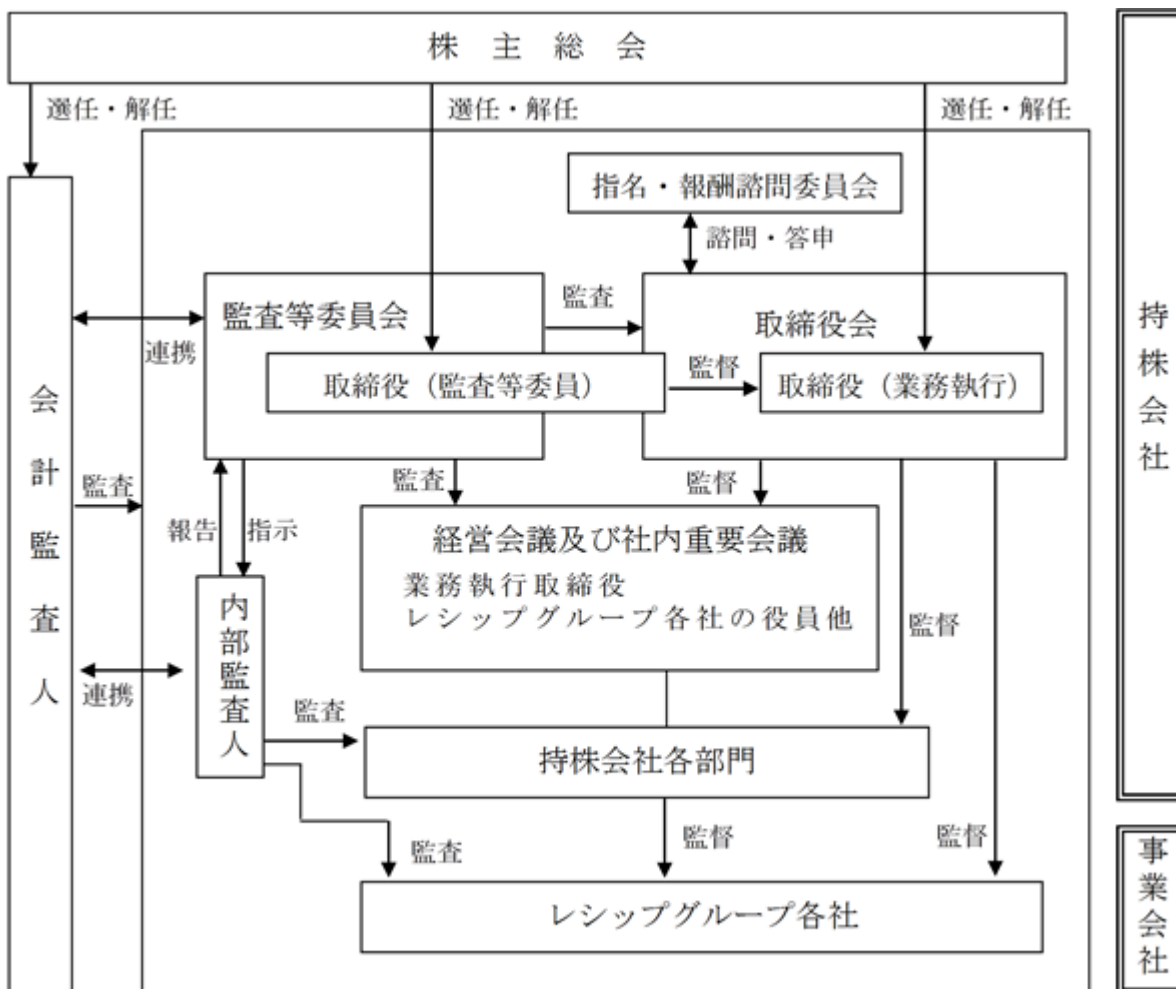 株主総会
選任・解任
選任・解任
選任・解任
指名・報酬諮問委員会
諮問・答申
監査等委員会
監査
取締役会
連携
取締役（監査等委員）
監督
取締役（業務執行）
会計監査人
監査
監査
監督
報告
指示
経営会議及び社内重要会議
業務執行取締役
レシップグループ各社の役員他
監督
内部監査人
連携
監査
持株会社各部門
監査
監督
監督
レシップグループ各社
持株会社
事業会社